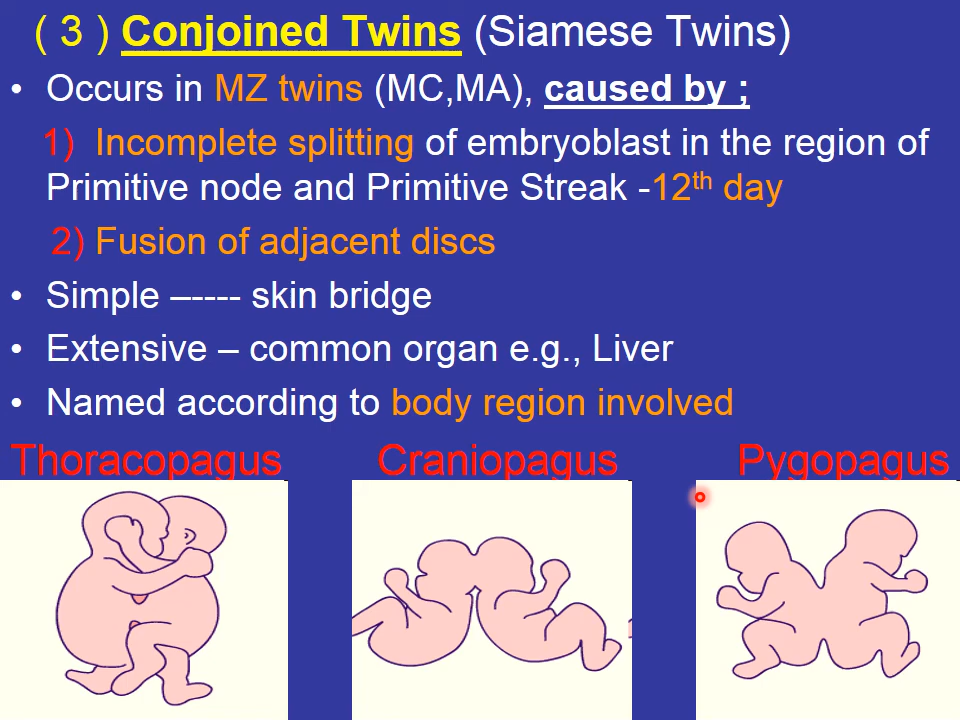 ( 3 ) Conjoined Twins (Siamese Twins)
• Occurs in MZ twins (MC,MA), caused by ;
1) Incomplete splitting of embryoblast in the region of
Primitive node and Primitive Streak -12th day
2) Fusion of adjacent discs
• Simple –---- skin bridge
• Extensive – common organ e.g., Liver
• Named according to body region involved
Thoracopagus Craniopagus Pygopagus